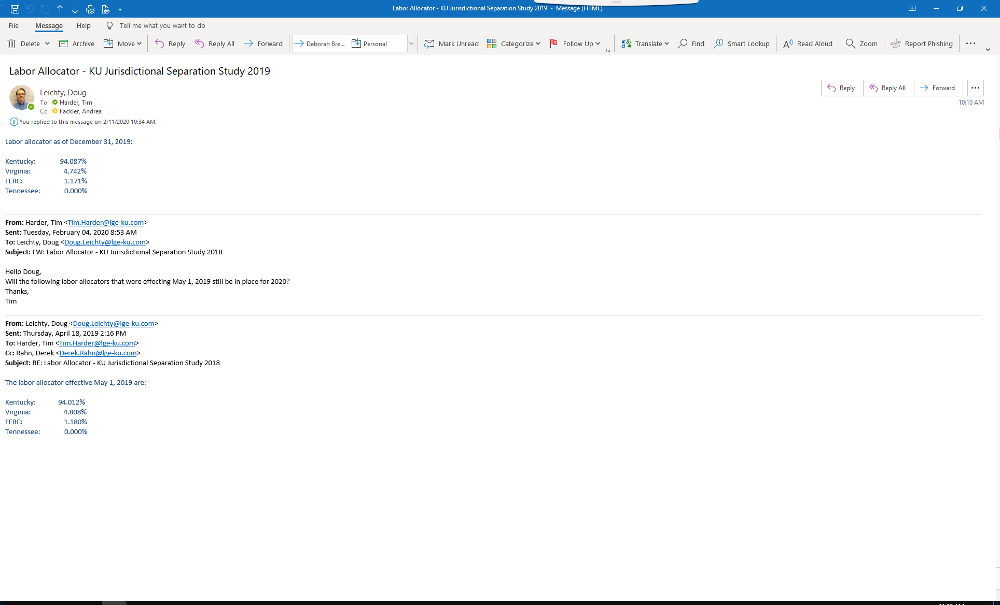 Labor Allocator - KU Jurisdictional Separation Study 2019 - Message (HTML)
File Message Help Tell me what you want to do
Delete Archive Move Reply Reply All Forward Deborah Bre... Personal Mark Unread Categorize Follow Up Translate Find Smart Lookup Read Aloud Zoom Report Phishing
Labor Allocator - KU Jurisdictional Separation Study 2019
Leichty, Doug
To Harder, Tim
Cc Fackler, Andrea
Reply Reply All Forward
10:10 AM
You replied to this message on 2/11/2020 10:34 AM.
Labor allocator as of December 31, 2019:
Kentucky: 94.087%
Virginia: 4.742%
FERC: 1.171%
Tennessee: 0.000%
From: Harder, Tim <Tim.Harder@lge-ku.com>
Sent: Tuesday, February 04, 2020 8:53 AM
To: Leichty, Doug <Doug.Leichty@lge-ku.com>
Subject: FW: Labor Allocator - KU Jurisdictional Separation Study 2018
Hello Doug,
Will the following labor allocators that were effecting May 1, 2019 still be in place for 2020?
Thanks,
Tim
From: Leichty, Doug <Doug.Leichty@lge-ku.com>
Sent: Thursday, April 18, 2019 2:16 PM
To: Harder, Tim <Tim.Harder@lge-ku.com>
Cc: Rahn, Derek <Derek.Rahn@lge-ku.com>
Subject: RE: Labor Allocator - KU Jurisdictional Separation Study 2018
The labor allocator effective May 1, 2019 are:
Kentucky: 94.012%
Virginia: 4.808%
FERC: 1.180%
Tennessee: 0.000%